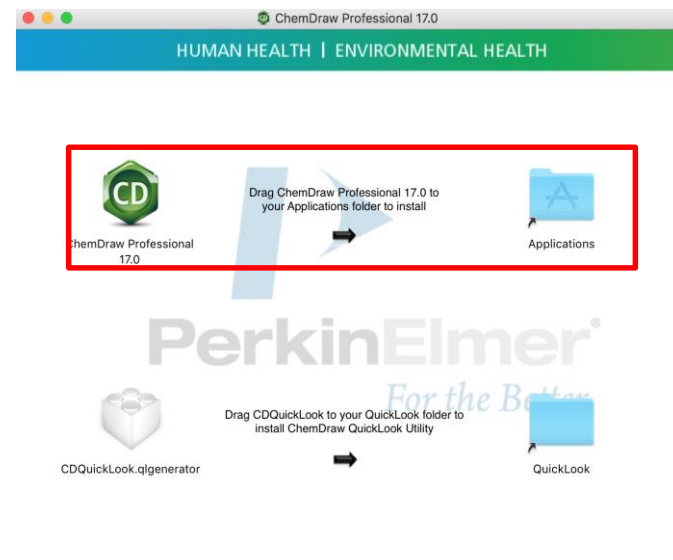 ChemDraw Professional 17.0
HUMAN HEALTH | ENVIRONMENTAL HEALTH
CD
Drag ChemDraw Professional 17.0 to
your Applications folder to install
ChemDraw Professional
17.0
Applications
PerkinElmer®
For the Better
Drag CDQuickLook to your QuickLook folder to
install ChemDraw QuickLook Utility
CDQuickLook.qlgenerator
QuickLook